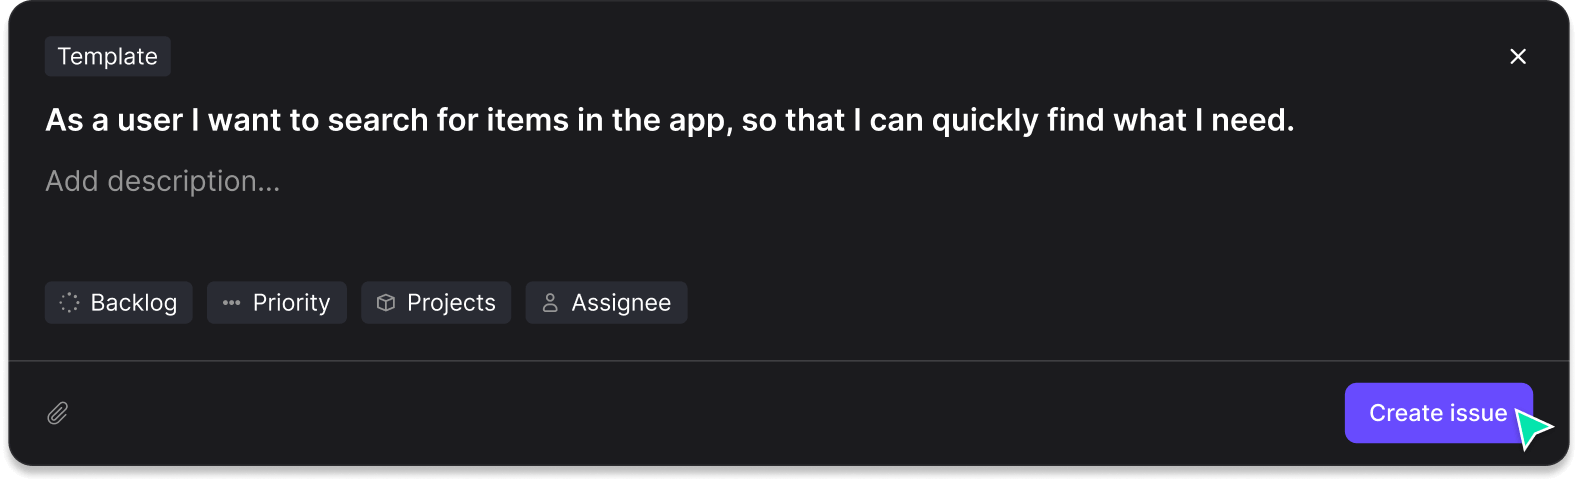 Template
As a user I want to search for items in the app, so that I can quickly find what I need.
Add description...
Backlog Priority Projects Assignee
Create issue